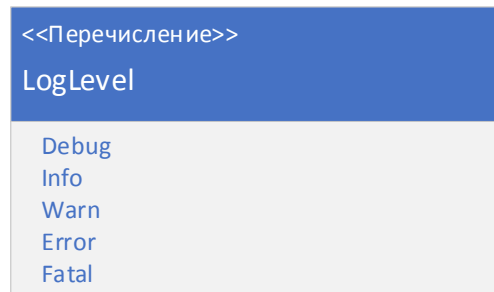 <<Перечисление>>
LogLevel
Debug
Info
Warn
Error
Fatal